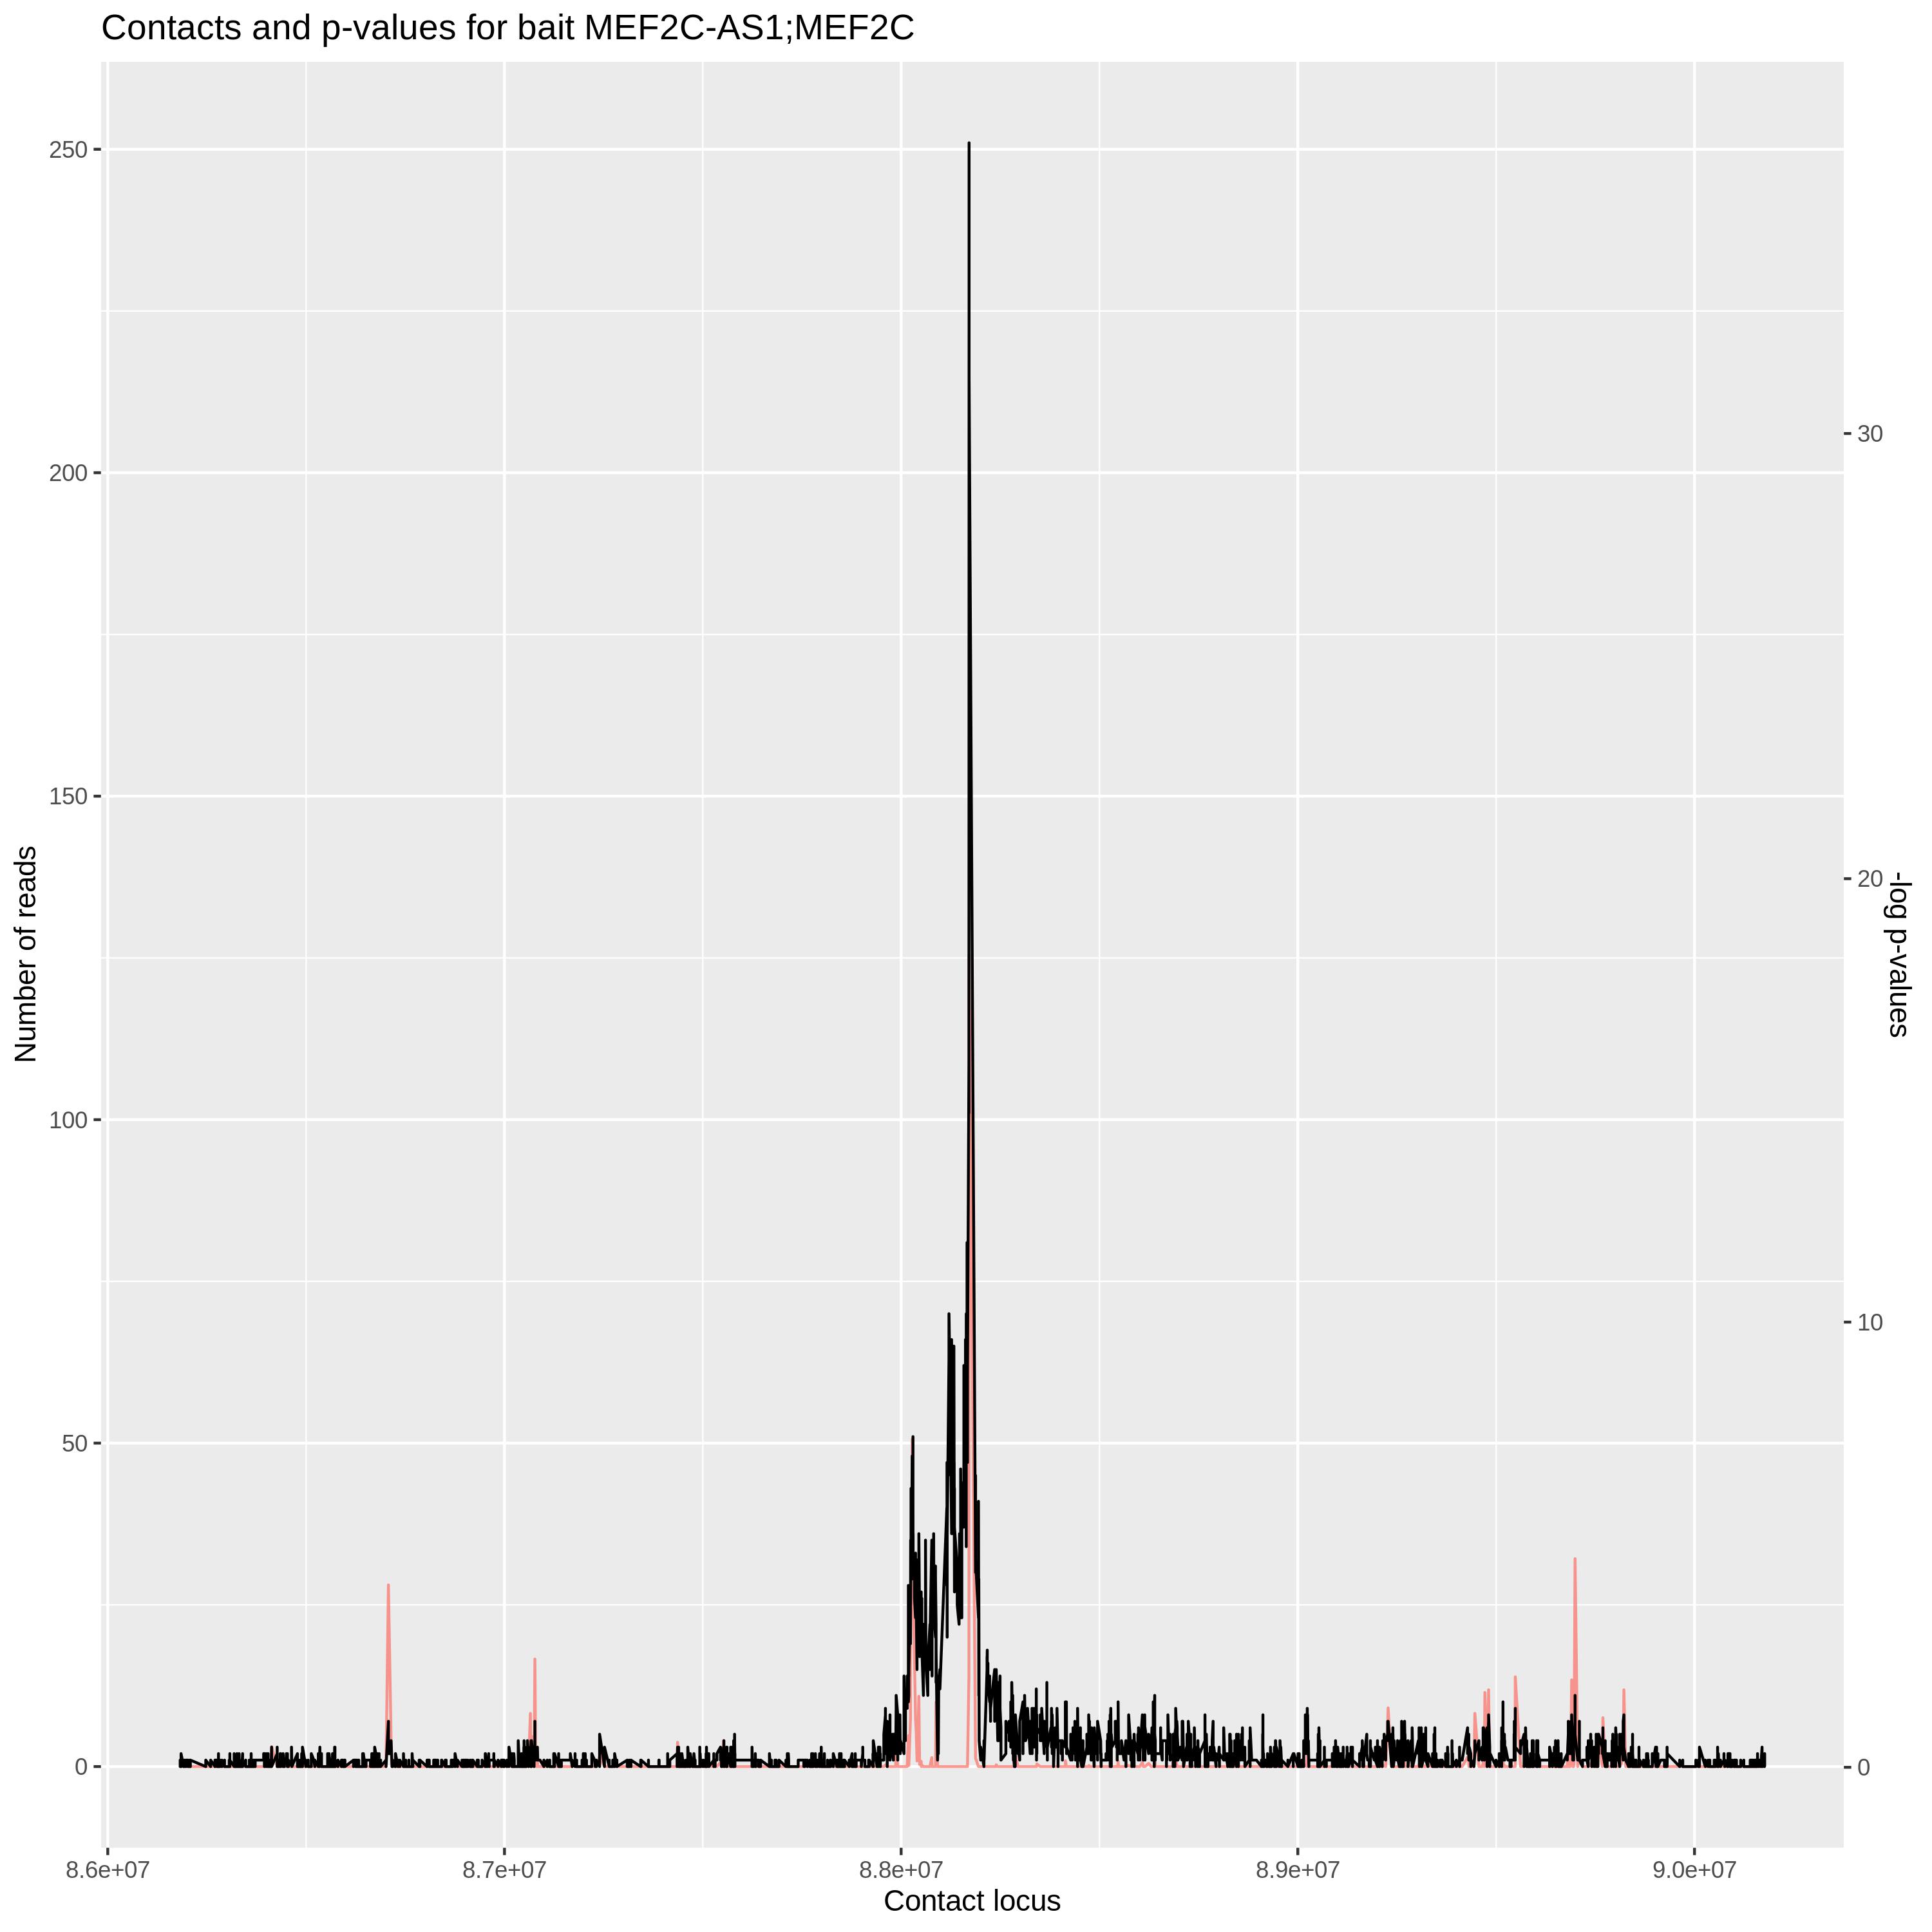 Contacts and p-values for bait MEF2C-AS1;MEF2C
250
200
150
100
50
0
Number of reads
30
20
10
0
-log p-values
8.6e+07
8.7e+07
8.8e+07
8.9e+07
9.0e+07
Contact locus